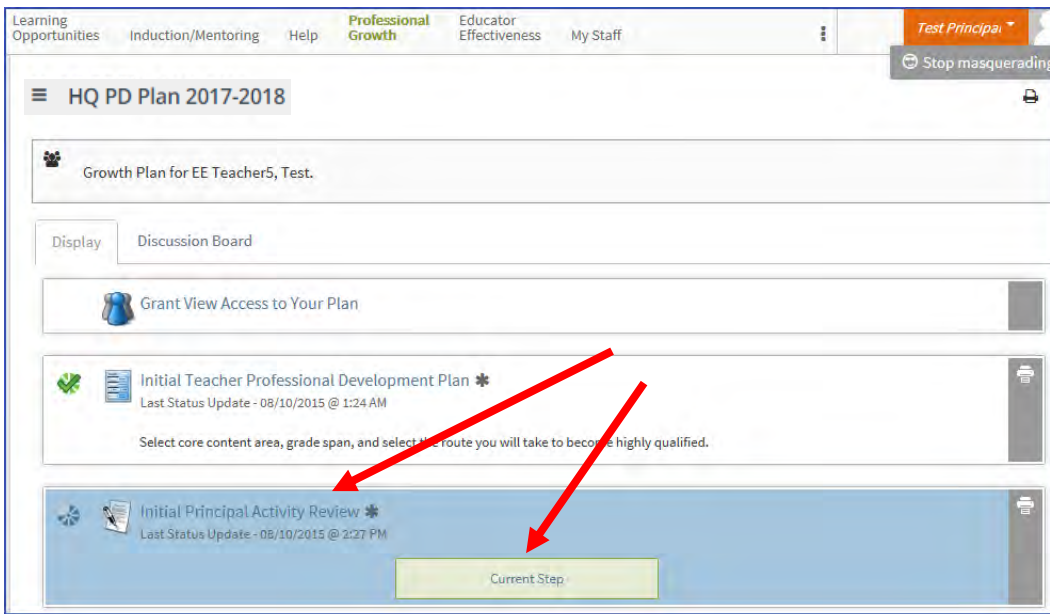 Learning Opportunities Induction/Mentoring Help Professional Growth Educator Effectiveness My Staff Test Principal
Stop masquerading
HQ PD Plan 2017-2018
Growth Plan for EE Teacher5, Test.
Display Discussion Board
Grant View Access to Your Plan
Initial Teacher Professional Development Plan ✱
Last Status Update - 08/10/2015 @ 1:24 AM
Select core content area, grade span, and select the route you will take to become highly qualified.
Initial Principal Activity Review ✱
Last Status Update - 08/10/2015 @ 2:27 PM
Current Step